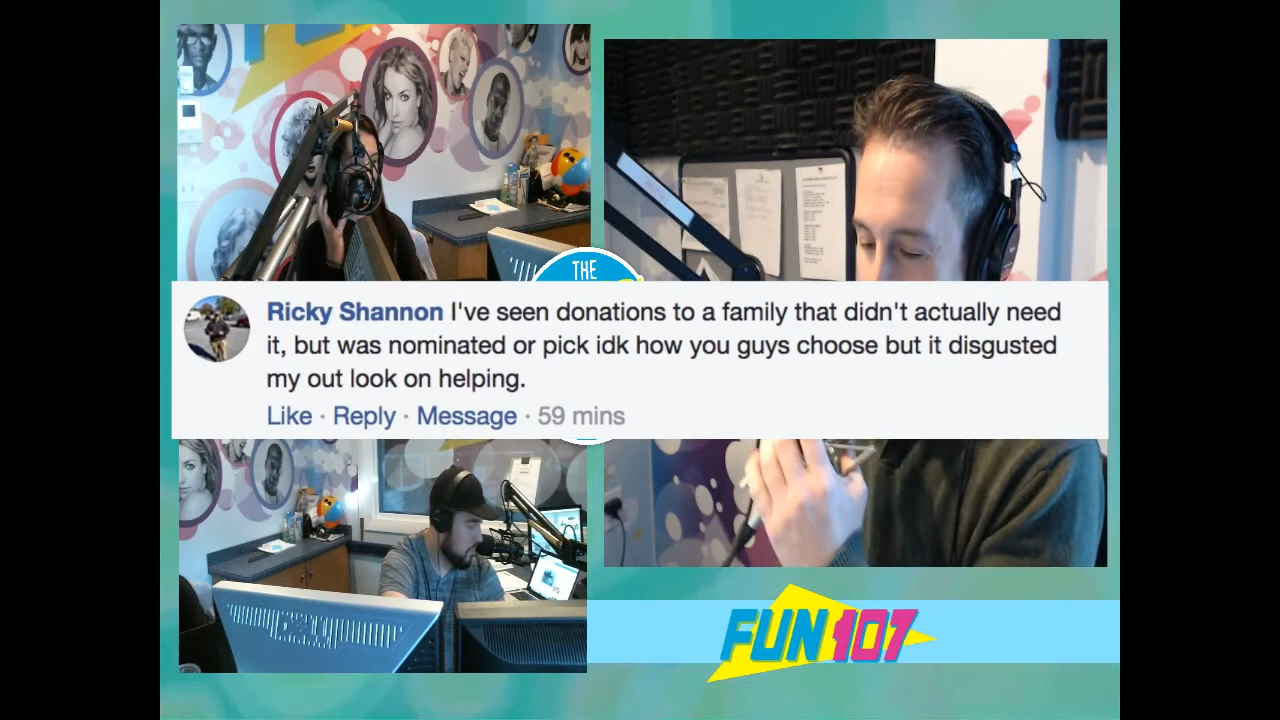 THE
Ricky Shannon I've seen donations to a family that didn't actually need
it, but was nominated or pick idk how you guys choose but it disgusted
my out look on helping.
Like · Reply · Message · 59 mins
FUN 107